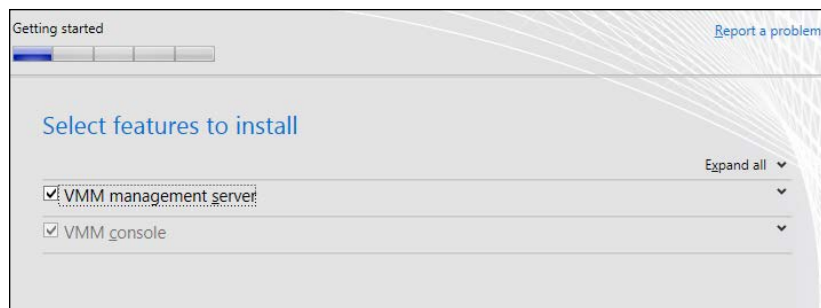 Getting started
Report a problem
Select features to install
Expand all
VMM management server
VMM console